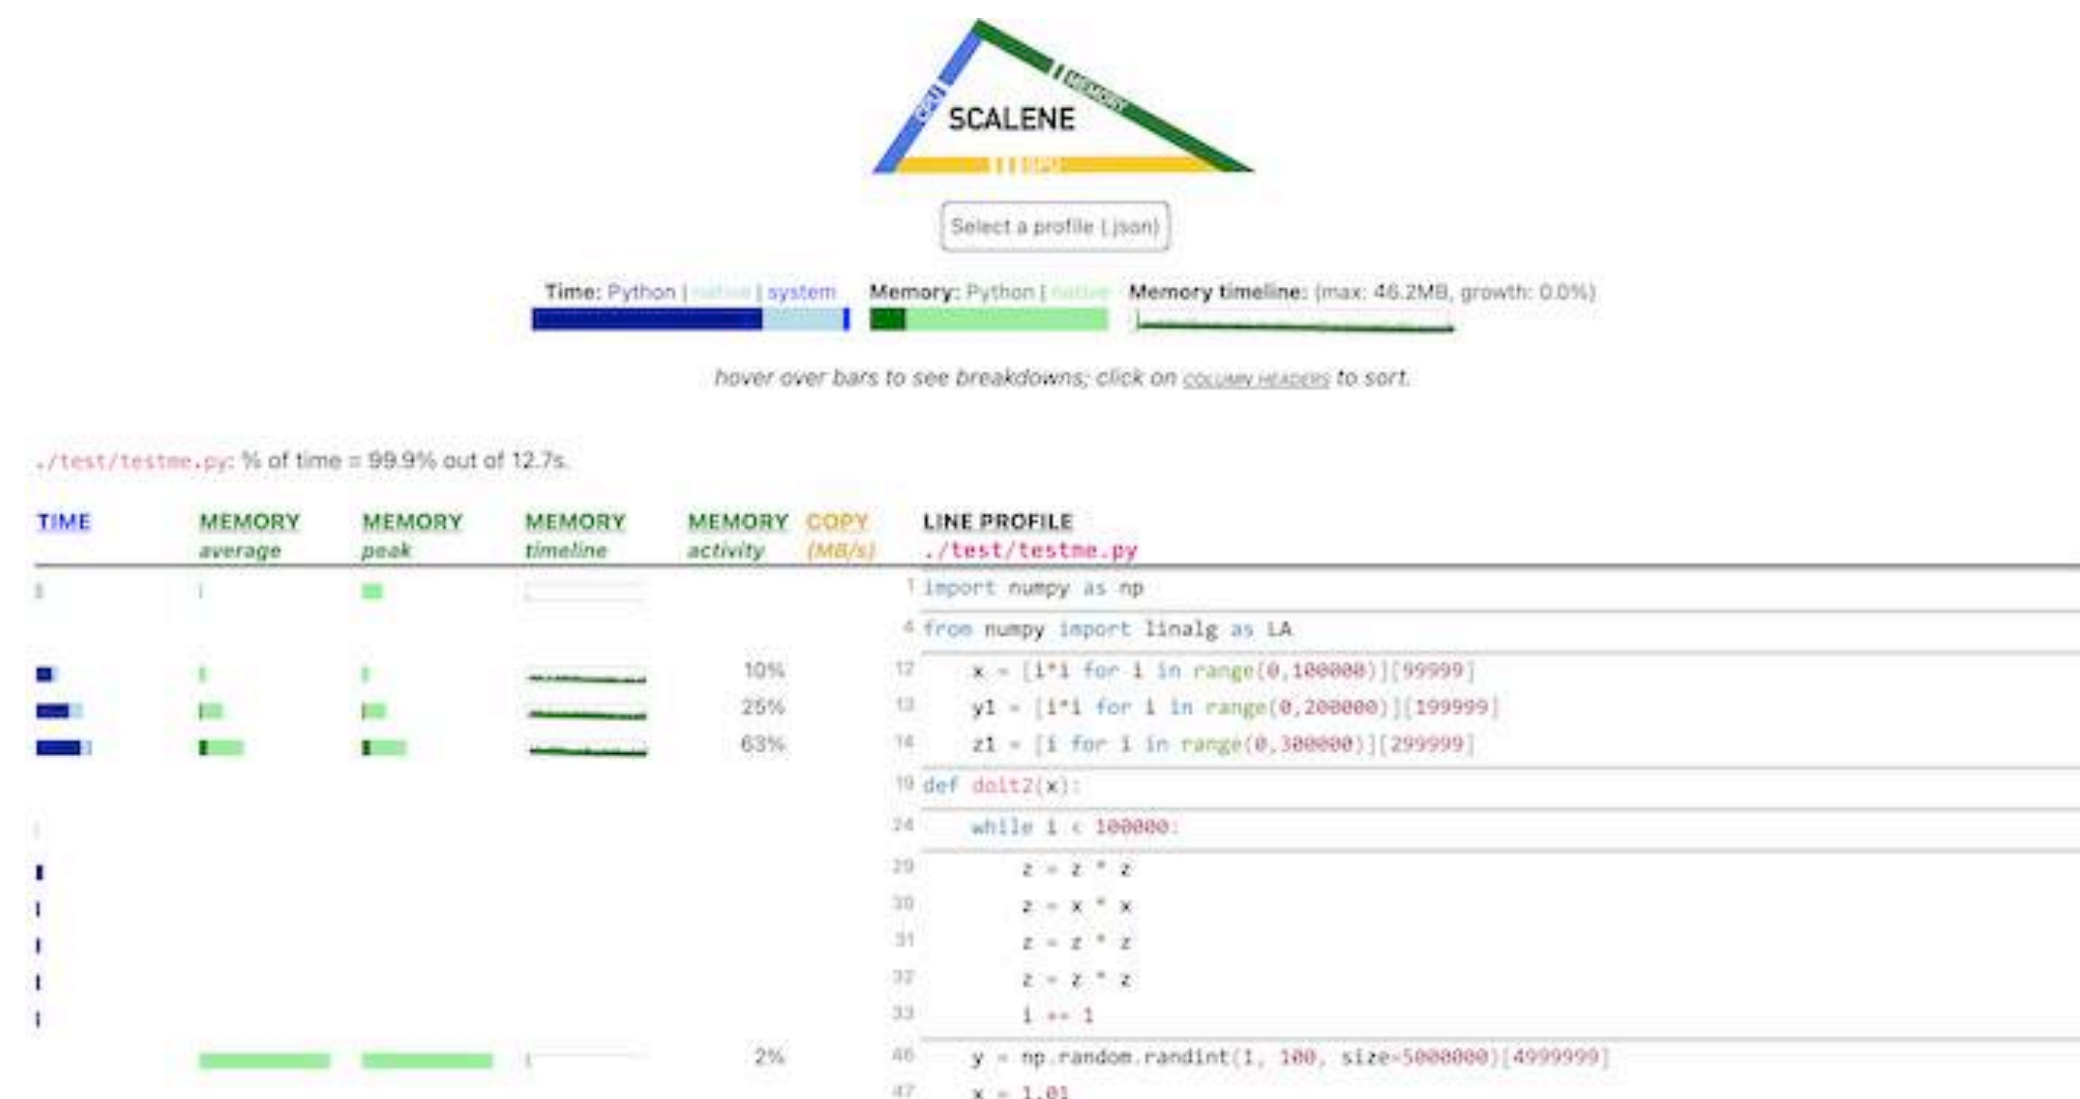 CPU
MEMORY
SCALENE
GPU
Select a profile (.json)
Time: Python | native | system
Memory: Python | native
Memory timeline: (max: 46.2MB, growth: 0.0%)
hover over bars to see breakdowns; click on COLUMN HEADERS to sort.
./test/testme.py: % of time = 99.9% out of 12.7s.
TIME MEMORY average MEMORY peak MEMORY timeline MEMORY activity COPY (MB/s) LINE PROFILE ./test/testme.py
1 import numpy as np
4 from numpy import linalg as LA
10% 12 x = [i*i for i in range(0,100000)][99999]
25% 13 y1 = [i*i for i in range(0,200000)][199999]
63% 14 z1 = [i for i in range(0,300000)][299999]
19 def doit2(x):
24 while i < 100000:
29 z = z * z
30 z = x * x
31 z = z * z
32 z = z * z
33 i += 1
2% 46 y = np.random.randint(1, 100, size=5000000)[4999999]
47 x = 1.01